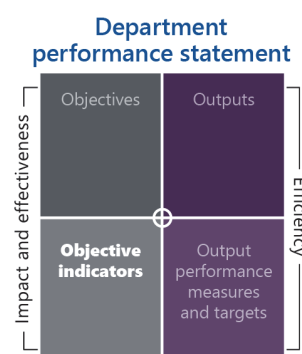 Department
performance statement
Objectives
Outputs
Impact and effectiveness
Efficiency
Objective
indicators
Output
performance
measures
and targets